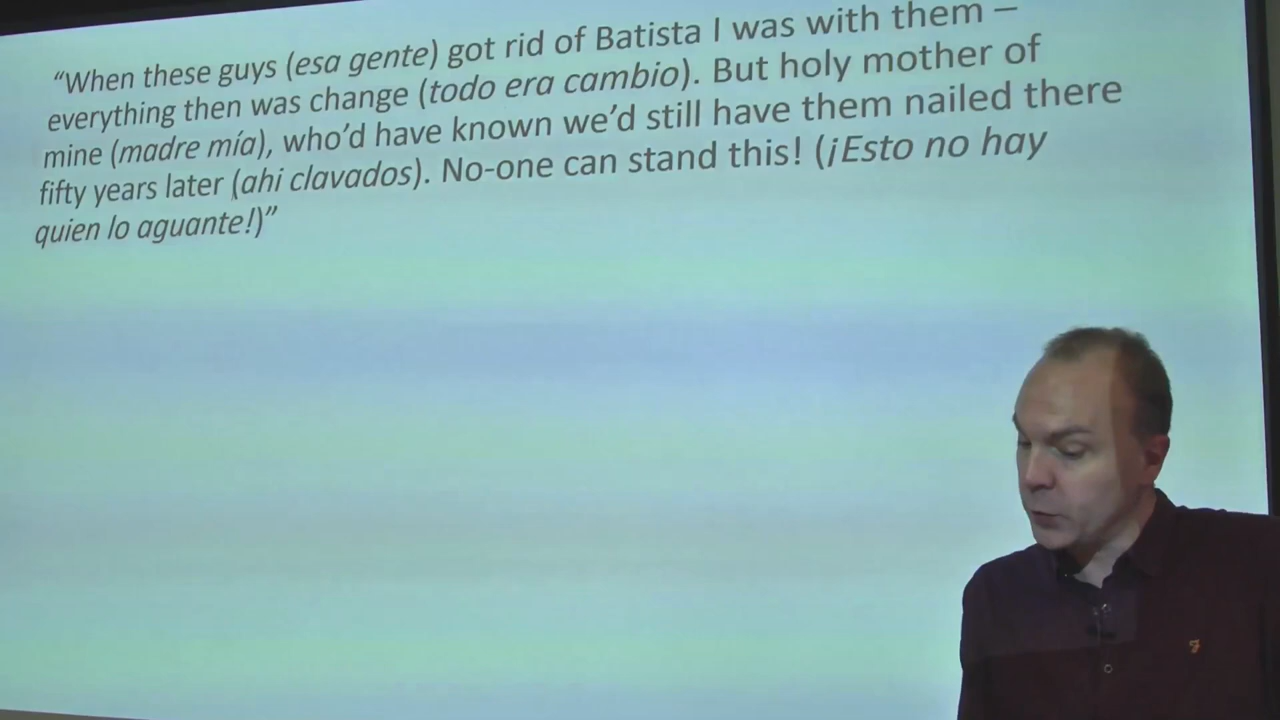 “When these guys (esa gente) got rid of Batista I was with them –
everything then was change (todo era cambio). But holy mother of
mine (madre mía), who’d have known we’d still have them nailed there
fifty years later (ahi clavados). No-one can stand this! (¡Esto no hay
quien lo aguante!)”